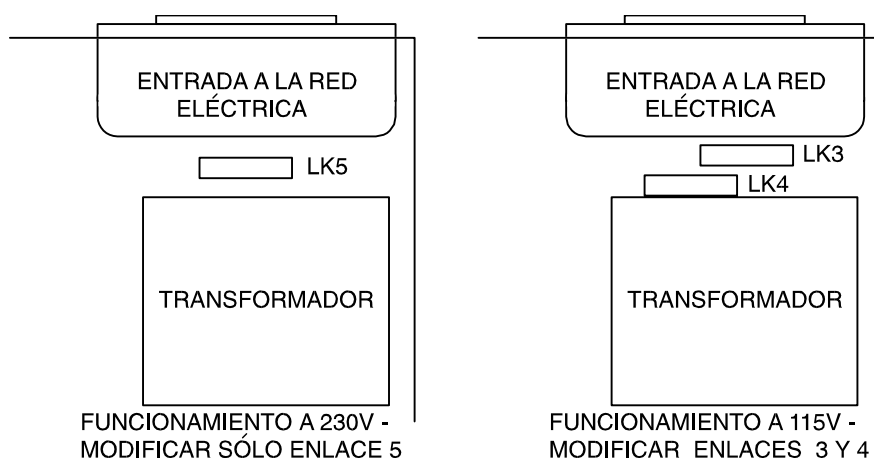 ENTRADA A LA RED
ELÉCTRICA
LK5
TRANSFORMADOR
FUNCIONAMIENTO A 230V -
MODIFICAR SÓLO ENLACE 5
ENTRADA A LA RED
ELÉCTRICA
LK3
LK4
TRANSFORMADOR
FUNCIONAMIENTO A 115V -
MODIFICAR ENLACES 3 Y 4